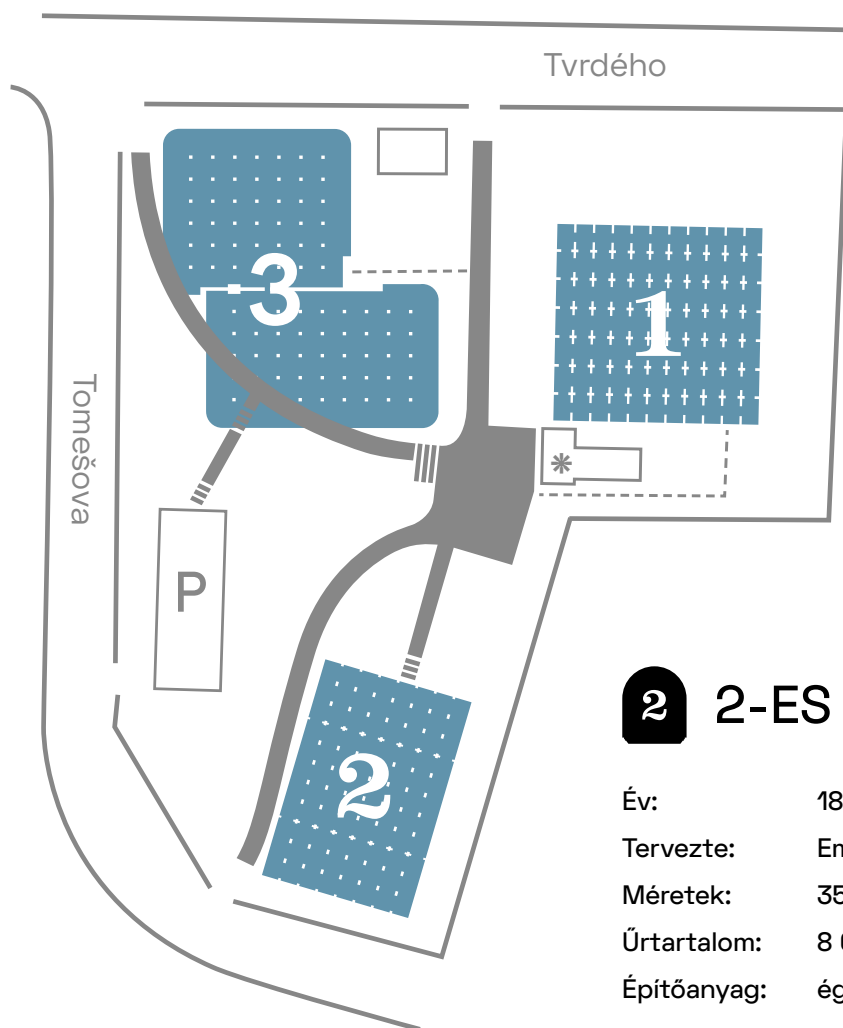 Tvrdého
3
1
Tomešova
P
2
2 2-ES
Év: 18
Tervezte: Em
Méretek: 35
Űrtartalom: 8
Építőanyag: ég